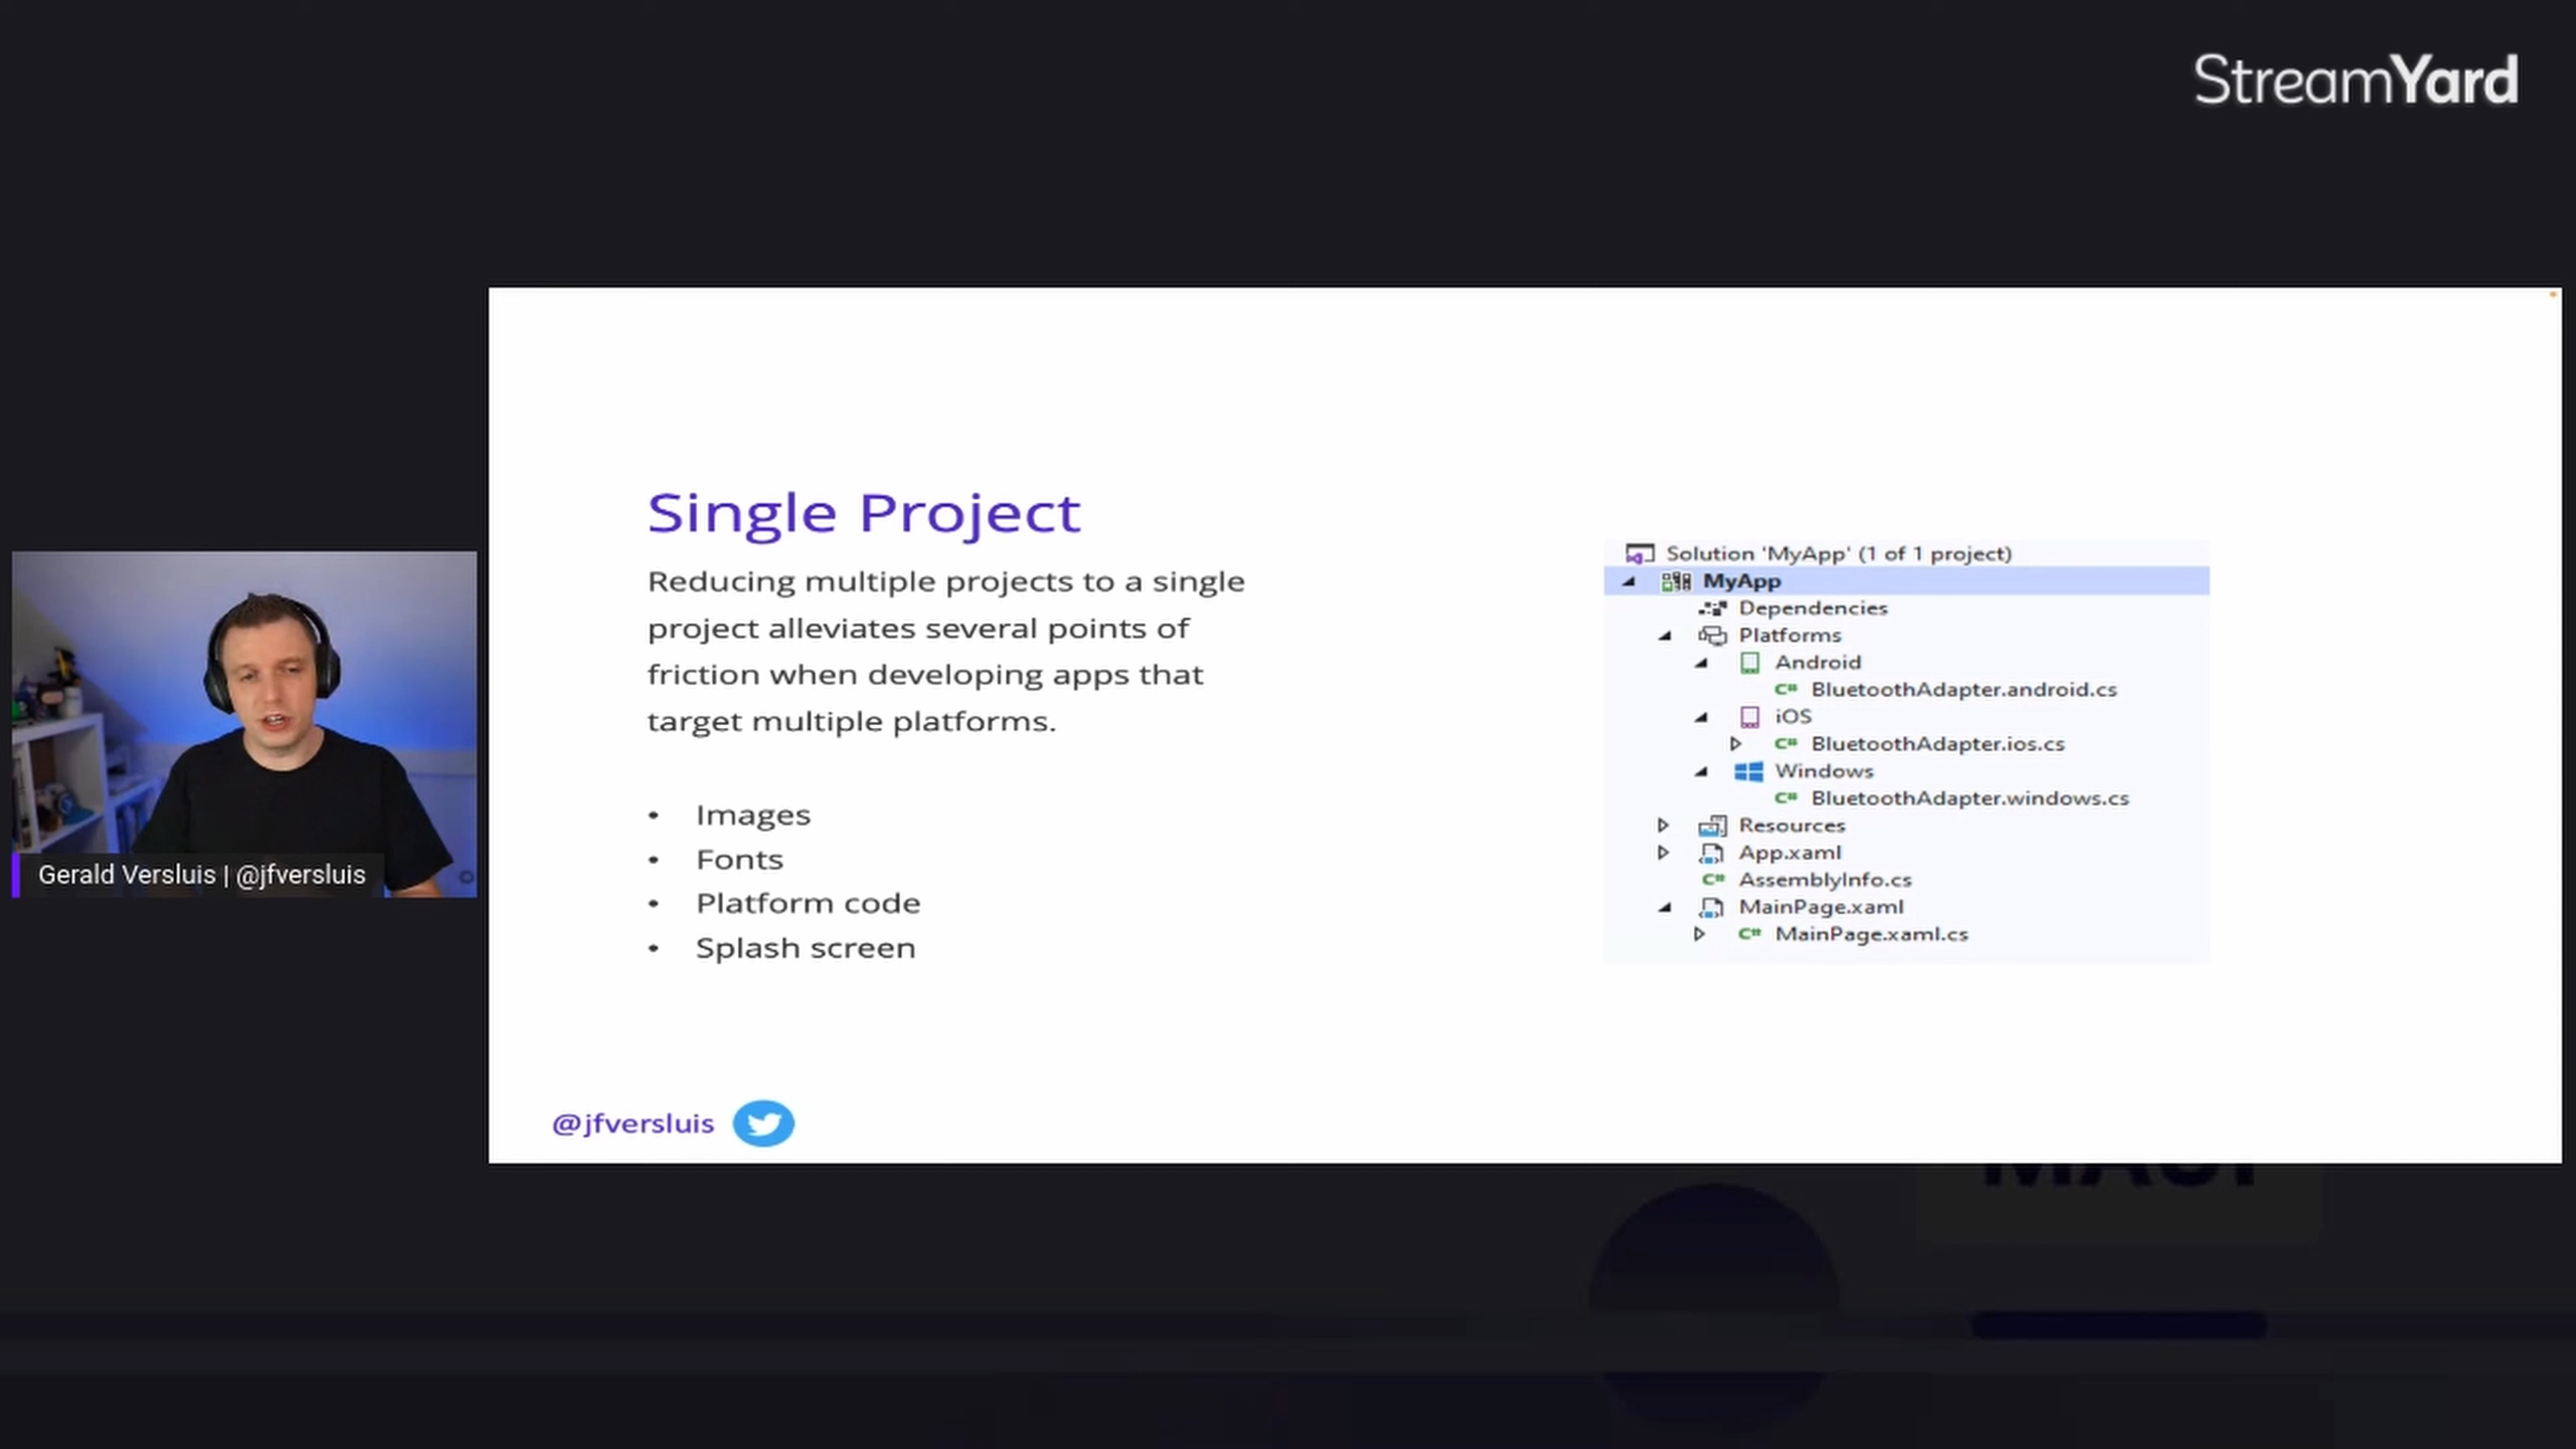 StreamYard
Single Project
Reducing multiple projects to a single
project alleviates several points of
friction when developing apps that
target multiple platforms.
• Images
• Fonts
• Platform code
• Splash screen
Solution 'MyApp' (1 of 1 project)
MyApp
Dependencies
Platforms
Android
C# BluetoothAdapter.android.cs
iOS
C# BluetoothAdapter.ios.cs
Windows
C# BluetoothAdapter.windows.cs
Resources
App.xaml
C# AssemblyInfo.cs
MainPage.xaml
C# MainPage.xaml.cs
Gerald Versluis | @jfversluis
@jfversluis
MAUI